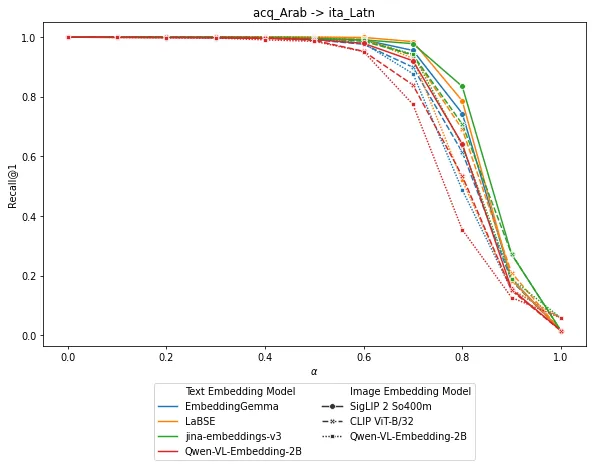 acq_Arab -> ita_Latn
1.0
0.8
0.6
0.4
0.2
0.0
Recall@1
0.0 0.2 0.4 0.6 0.8 1.0
α
Text Embedding Model
EmbeddingGemma
LaBSE
jina-embeddings-v3
Qwen-VL-Embedding-2B
Image Embedding Model
SigLIP 2 So400m
CLIP ViT-B/32
Qwen-VL-Embedding-2B